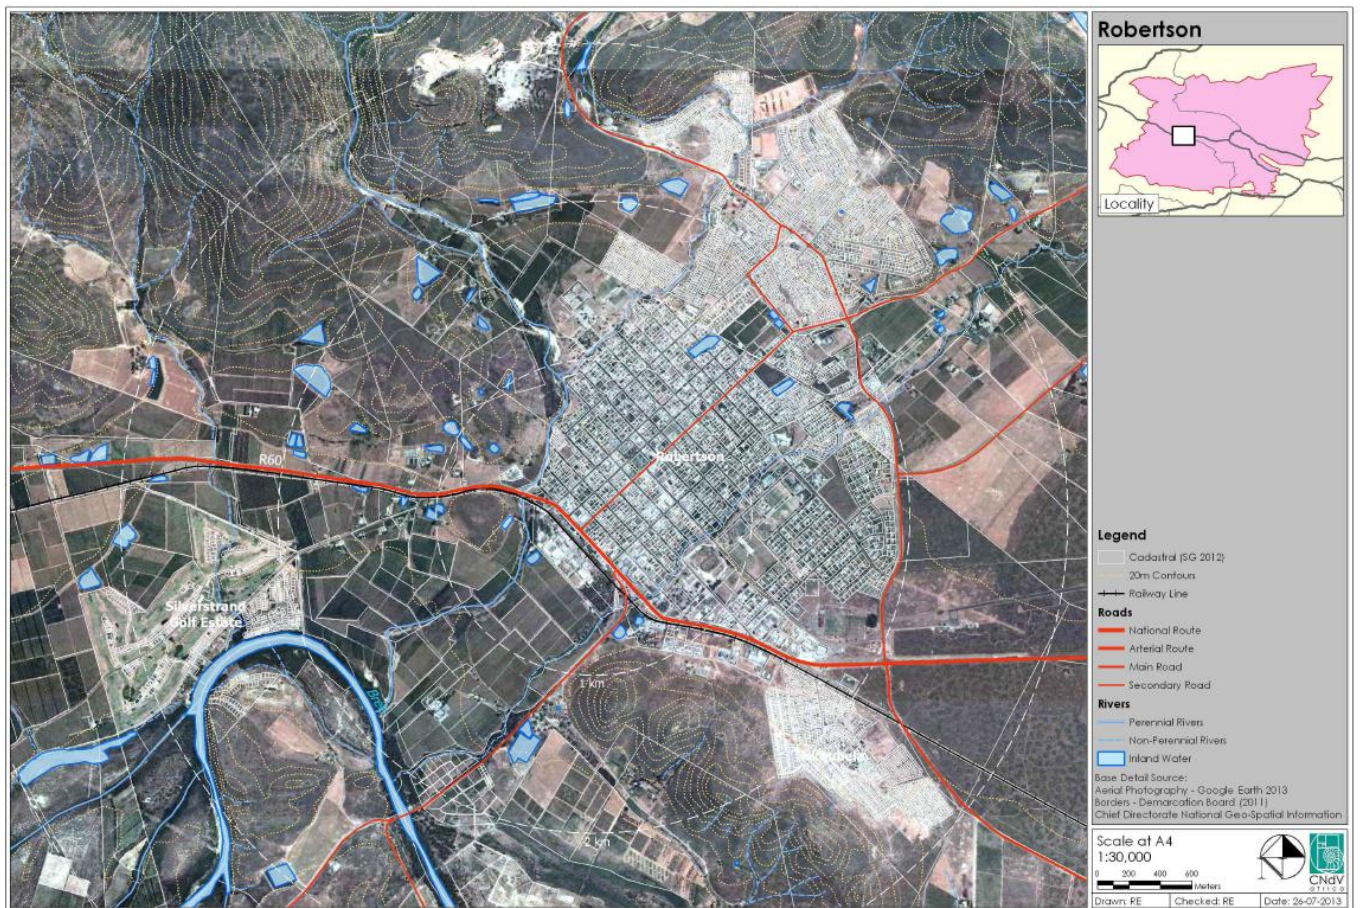 Robertson
Locality
R60
Robertson
Silverstrand
Golf Estate
1 km
2 km
Legend
Cadastral (SG 2012)
20m Contours
Railway Line
Roads
National Route
Arterial Route
Main Road
Secondary Road
Rivers
Perennial Rivers
Non-Perennial Rivers
Inland Water
Base Detail Source:
Aerial Photography - Google Earth 2013
Borders - Demarcation Board (2011)
Chief Directorate National Geo-Spatial Information
Scale at A4
1:30,000
0 200 400 600
Meters
CNdV
africa
Drawn: RE Checked: RE Date: 26-07-2013